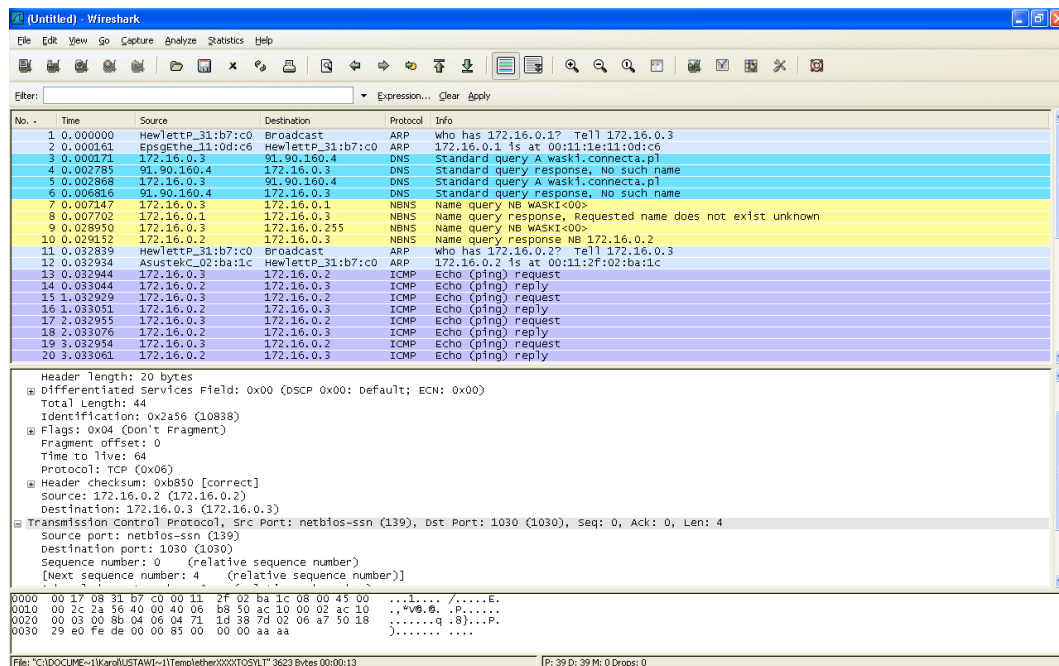 (Untitled) - Wireshark
File Edit View Go Capture Analyze Statistics Help
Filter: Expression... Clear Apply
No. - Time Source Destination Protocol Info
1 0.000000 HewlettP_31:b7:c0 Broadcast ARP Who has 172.16.0.1? Tell 172.16.0.3
2 0.000161 EpsgEthe_11:0d:c6 HewlettP_31:b7:c0 ARP 172.16.0.1 is at 00:11:1e:11:0d:c6
3 0.000171 172.16.0.3 91.90.160.4 DNS Standard query A waski.connecta.pl
4 0.002785 91.90.160.4 172.16.0.3 DNS Standard query response, No such name
5 0.002868 172.16.0.3 91.90.160.4 DNS Standard query A waski.connecta.pl
6 0.006816 91.90.160.4 172.16.0.3 DNS Standard query response, No such name
7 0.007147 172.16.0.3 172.16.0.1 NBNS Name query NB WASKI<00>
8 0.007702 172.16.0.1 172.16.0.3 NBNS Name query response, Requested name does not exist unknown
9 0.028950 172.16.0.3 172.16.0.255 NBNS Name query NB WASKI<00>
10 0.029152 172.16.0.2 172.16.0.3 NBNS Name query response NB 172.16.0.2
11 0.032839 HewlettP_31:b7:c0 Broadcast ARP Who has 172.16.0.2? Tell 172.16.0.3
12 0.032934 AsustekC_02:ba:1c HewlettP_31:b7:c0 ARP 172.16.0.2 is at 00:11:2f:02:ba:1c
13 0.032944 172.16.0.3 172.16.0.2 ICMP Echo (ping) request
14 0.033044 172.16.0.2 172.16.0.3 ICMP Echo (ping) reply
15 1.032929 172.16.0.3 172.16.0.2 ICMP Echo (ping) request
16 1.033051 172.16.0.2 172.16.0.3 ICMP Echo (ping) reply
17 2.032955 172.16.0.3 172.16.0.2 ICMP Echo (ping) request
18 2.033076 172.16.0.2 172.16.0.3 ICMP Echo (ping) reply
19 3.032954 172.16.0.3 172.16.0.2 ICMP Echo (ping) request
20 3.033061 172.16.0.2 172.16.0.3 ICMP Echo (ping) reply
Header length: 20 bytes
Differentiated Services Field: 0x00 (DSCP 0x00: Default; ECN: 0x00)
Total Length: 44
Identification: 0x2a56 (10838)
Flags: 0x04 (Don't Fragment)
Fragment offset: 0
Time to live: 64
Protocol: TCP (0x06)
Header checksum: 0xb850 [correct]
Source: 172.16.0.2 (172.16.0.2)
Destination: 172.16.0.3 (172.16.0.3)
Transmission Control Protocol, Src Port: netbios-ssn (139), Dst Port: 1030 (1030), Seq: 0, Ack: 0, Len: 4
Source port: netbios-ssn (139)
Destination port: 1030 (1030)
Sequence number: 0 (relative sequence number)
[Next sequence number: 4 (relative sequence number)]
0000 00 17 08 31 b7 c0 00 11 2f 02 ba 1c 08 00 45 00 ...1.... /.....E.
0010 00 2c 2a 56 40 00 40 06 b8 50 ac 10 00 02 ac 10 .,*V@.@. .P......
0020 00 03 00 8b 04 06 04 71 1d 38 7d 02 06 a7 50 18 .......q .8}...P.
0030 29 e0 fe de 00 00 85 00 00 00 aa aa )....... ....
File: "C:\DOCUME~1\Karol\USTAWI~1\Temp\etherXXXXTOSYLT" 3623 Bytes 00:00:13 P: 39 D: 39 M: 0 Drops: 0